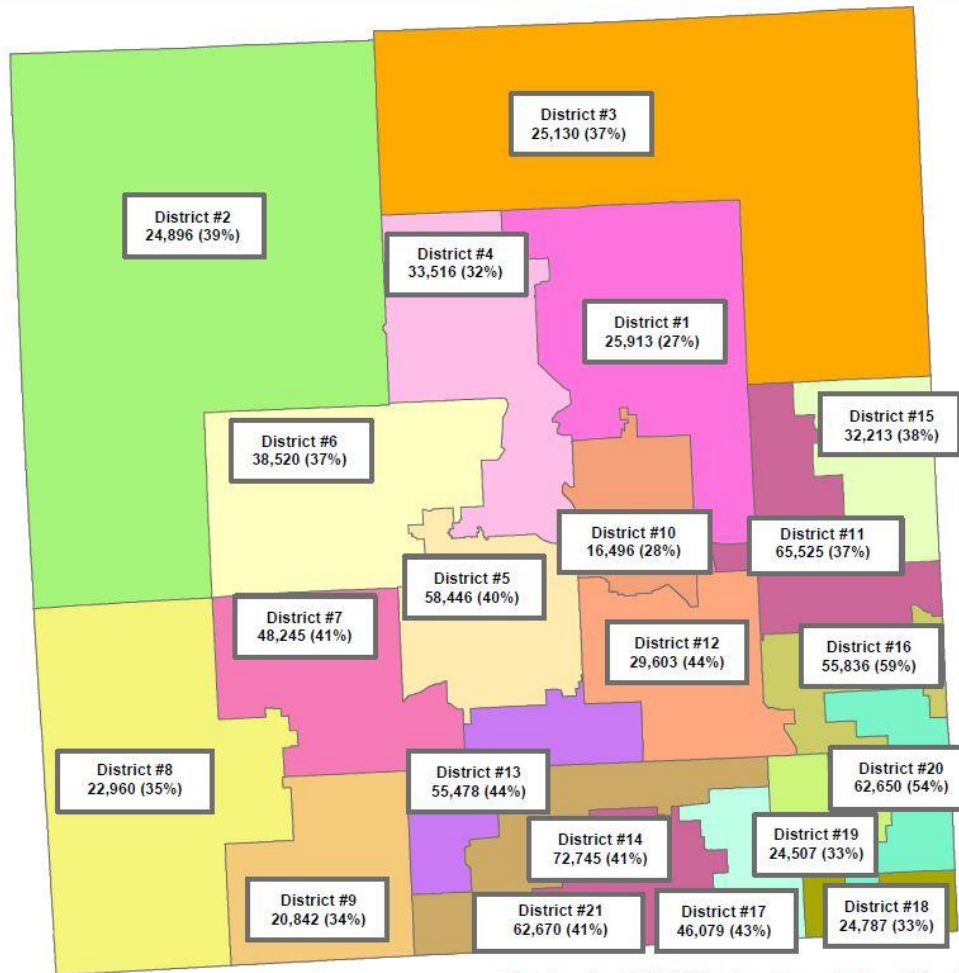 District #3
25,130 (37%)
District #2
24,896 (39%)
District #4
33,516 (32%)
District #1
25,913 (27%)
District #15
32,213 (38%)
District #6
38,520 (37%)
District #10
16,496 (28%)
District #11
65,525 (37%)
District #5
58,446 (40%)
District #7
48,245 (41%)
District #12
29,603 (44%)
District #16
55,836 (59%)
District #8
22,960 (35%)
District #13
55,478 (44%)
District #20
62,650 (54%)
District #14
72,745 (41%)
District #19
24,507 (33%)
District #9
20,842 (34%)
District #21
62,670 (41%)
District #17
46,079 (43%)
District #18
24,787 (33%)